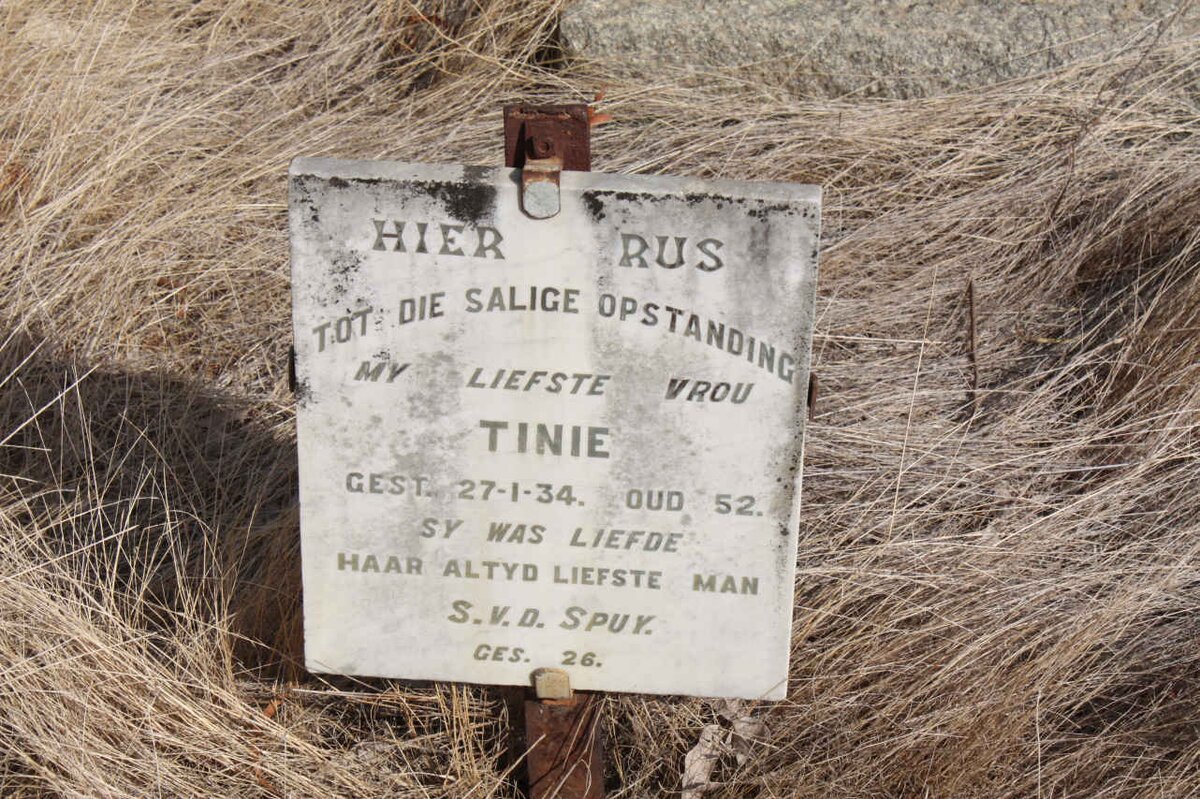 HIER RUS
TOT DIE SALIGE OPSTANDING
MY LIEFSTE VROU
TINIE
GEST. 27-1-34. OUD 52.
SY WAS LIEFDE
HAAR ALTYD LIEFSTE MAN
S.V.D. SPUY.
GES. 26.